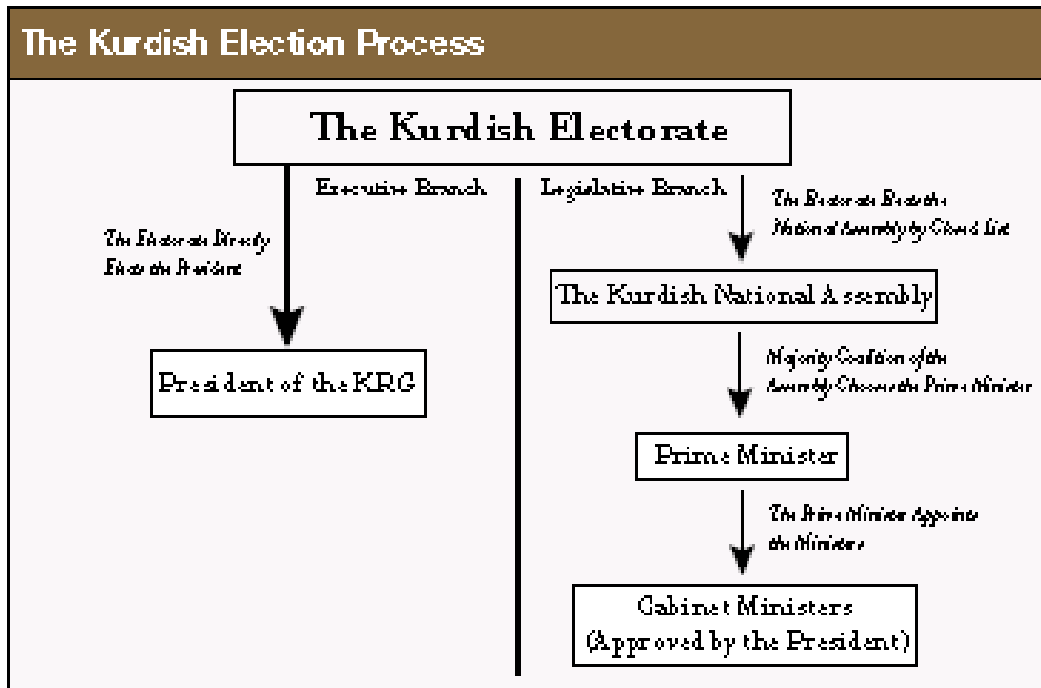 The Kurdish Election Process
The Kurdish Electorate
Executive Branch
Legislative Branch
The Electorate Directly
Elects the President
The Electorate Elects the
National Assembly by Closed List
The Kurdish National Assembly
President of the KRG
Majority Coalition of the
Assembly Chooses the Prime Minister
Prime Minister
The Prime Minister Appoints
the Ministers
Cabinet Ministers
(Approved by the President)